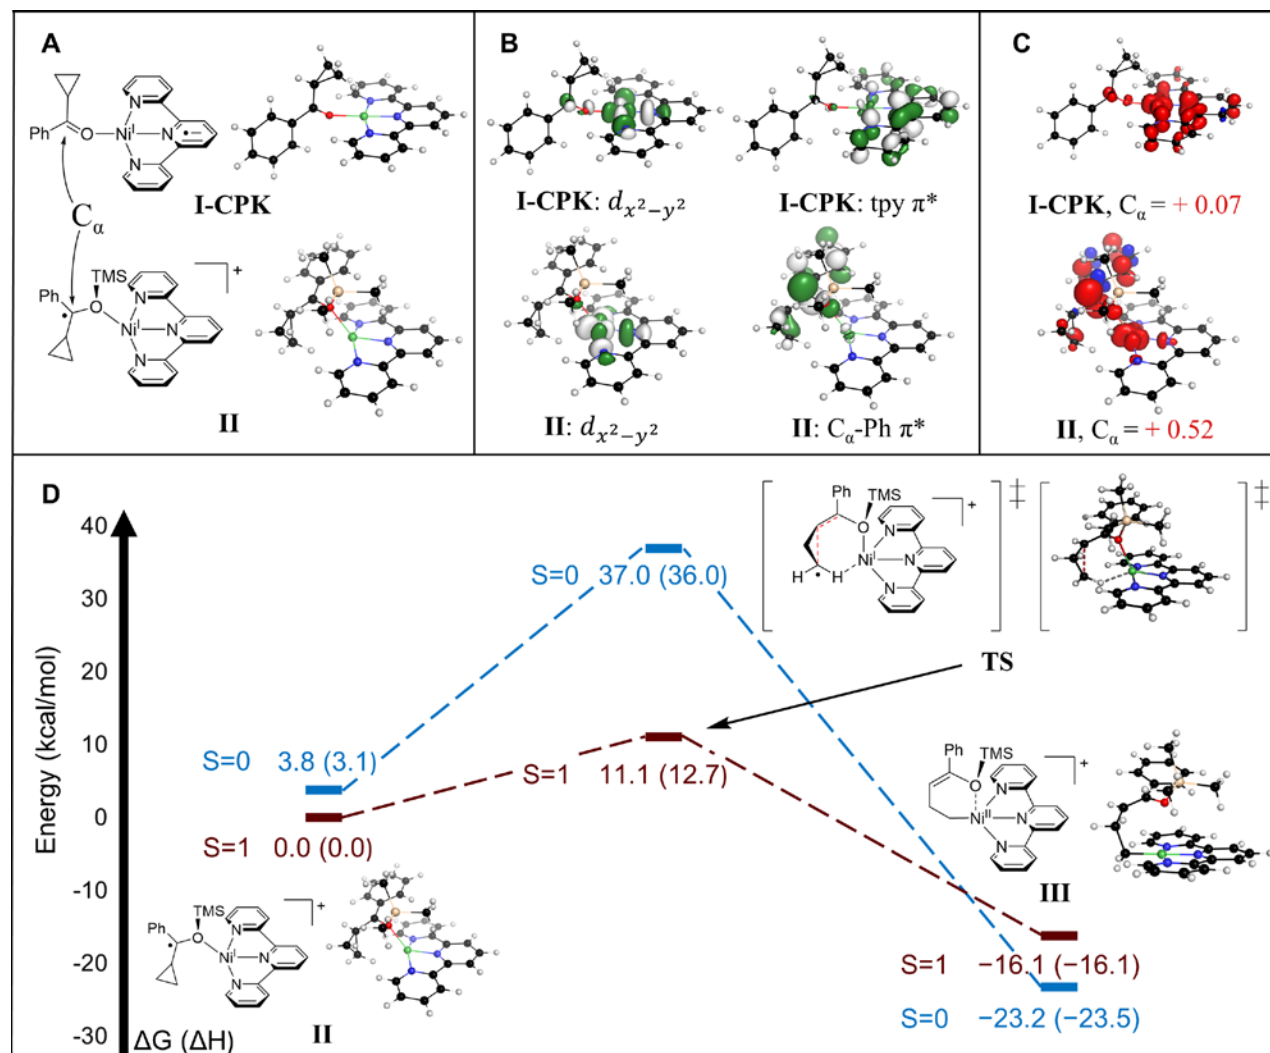 A
Ph
O
Ni^I
N
N
N
I-CPK
C_α
TMS
Ph
O
Ni^I
N
N
N
+
II
B
I-CPK: d_{x²−y²}
I-CPK: tpy π*
II: d_{x²−y²}
II: C_α-Ph π*
C
I-CPK, C_α = + 0.07
II, C_α = + 0.52
D
Energy (kcal/mol)
40
30
20
10
0
-10
-20
-30
ΔG (ΔH)
S=0 3.8 (3.1)
S=1 0.0 (0.0)
S=0 37.0 (36.0)
S=1 11.1 (12.7)
S=1 −16.1 (−16.1)
S=0 −23.2 (−23.5)
Ph
TMS
O
Ni^I
N
N
N
H
H
+
‡
‡
TS
Ph
TMS
O
Ni^II
N
N
N
+
III
TMS
Ph
O
Ni^I
N
N
N
+
II